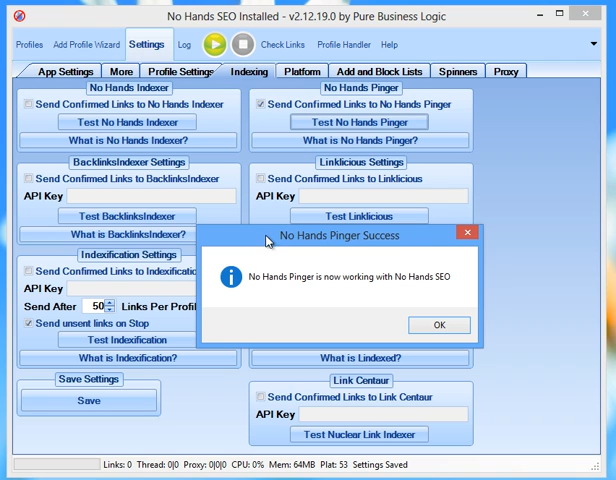 No Hands SEO Installed - v2.12.19.0 by Pure Business Logic
Profiles Add Profile Wizard Settings Log Check Links Profile Handler Help
App Settings More Profile Settings Indexing Platform Add and Block Lists Spinners Proxy
No Hands Indexer
Send Confirmed Links to No Hands Indexer
Test No Hands Indexer
What is No Hands Indexer?
No Hands Pinger
Send Confirmed Links to No Hands Pinger
Test No Hands Pinger
What is No Hands Pinger?
BacklinksIndexer Settings
Send Confirmed Links to BacklinksIndexer
API Key
Test BacklinksIndexer
What is BacklinksIndexer?
Linklicious Settings
Send Confirmed Links to Linklicious
API Key
Test Linklicious
No Hands Pinger Success
No Hands Pinger is now working with No Hands SEO
OK
Indexification Settings
Send Confirmed Links to Indexificatio
API Key
Send After 50 Links Per Profil
Send unsent links on Stop
Test Indexification
What is Indexification?
What is Lindexed?
Save Settings
Save
Link Centaur
Send Confirmed Links to Link Centaur
API Key
Test Nuclear Link Indexer
Links: 0 Thread: 0|0 Proxy: 0|0|0 CPU: 0% Mem: 64MB Plat: 53 Settings Saved